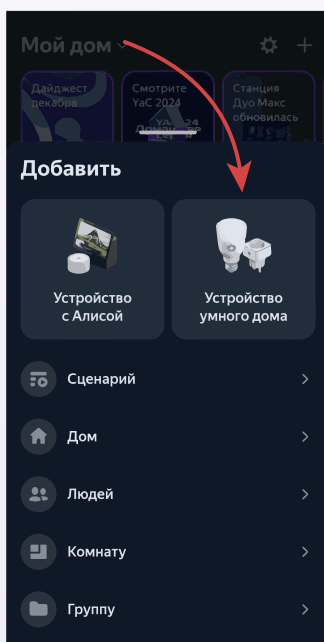 Мой дом
Дайджест
декабря
Смотрите
YaC 2024
Станция
Дуо Макс
обновилась
Добавить
Устройство
с Алисой
Устройство
умного дома
Сценарий
Дом
Людей
Комнату
Группу